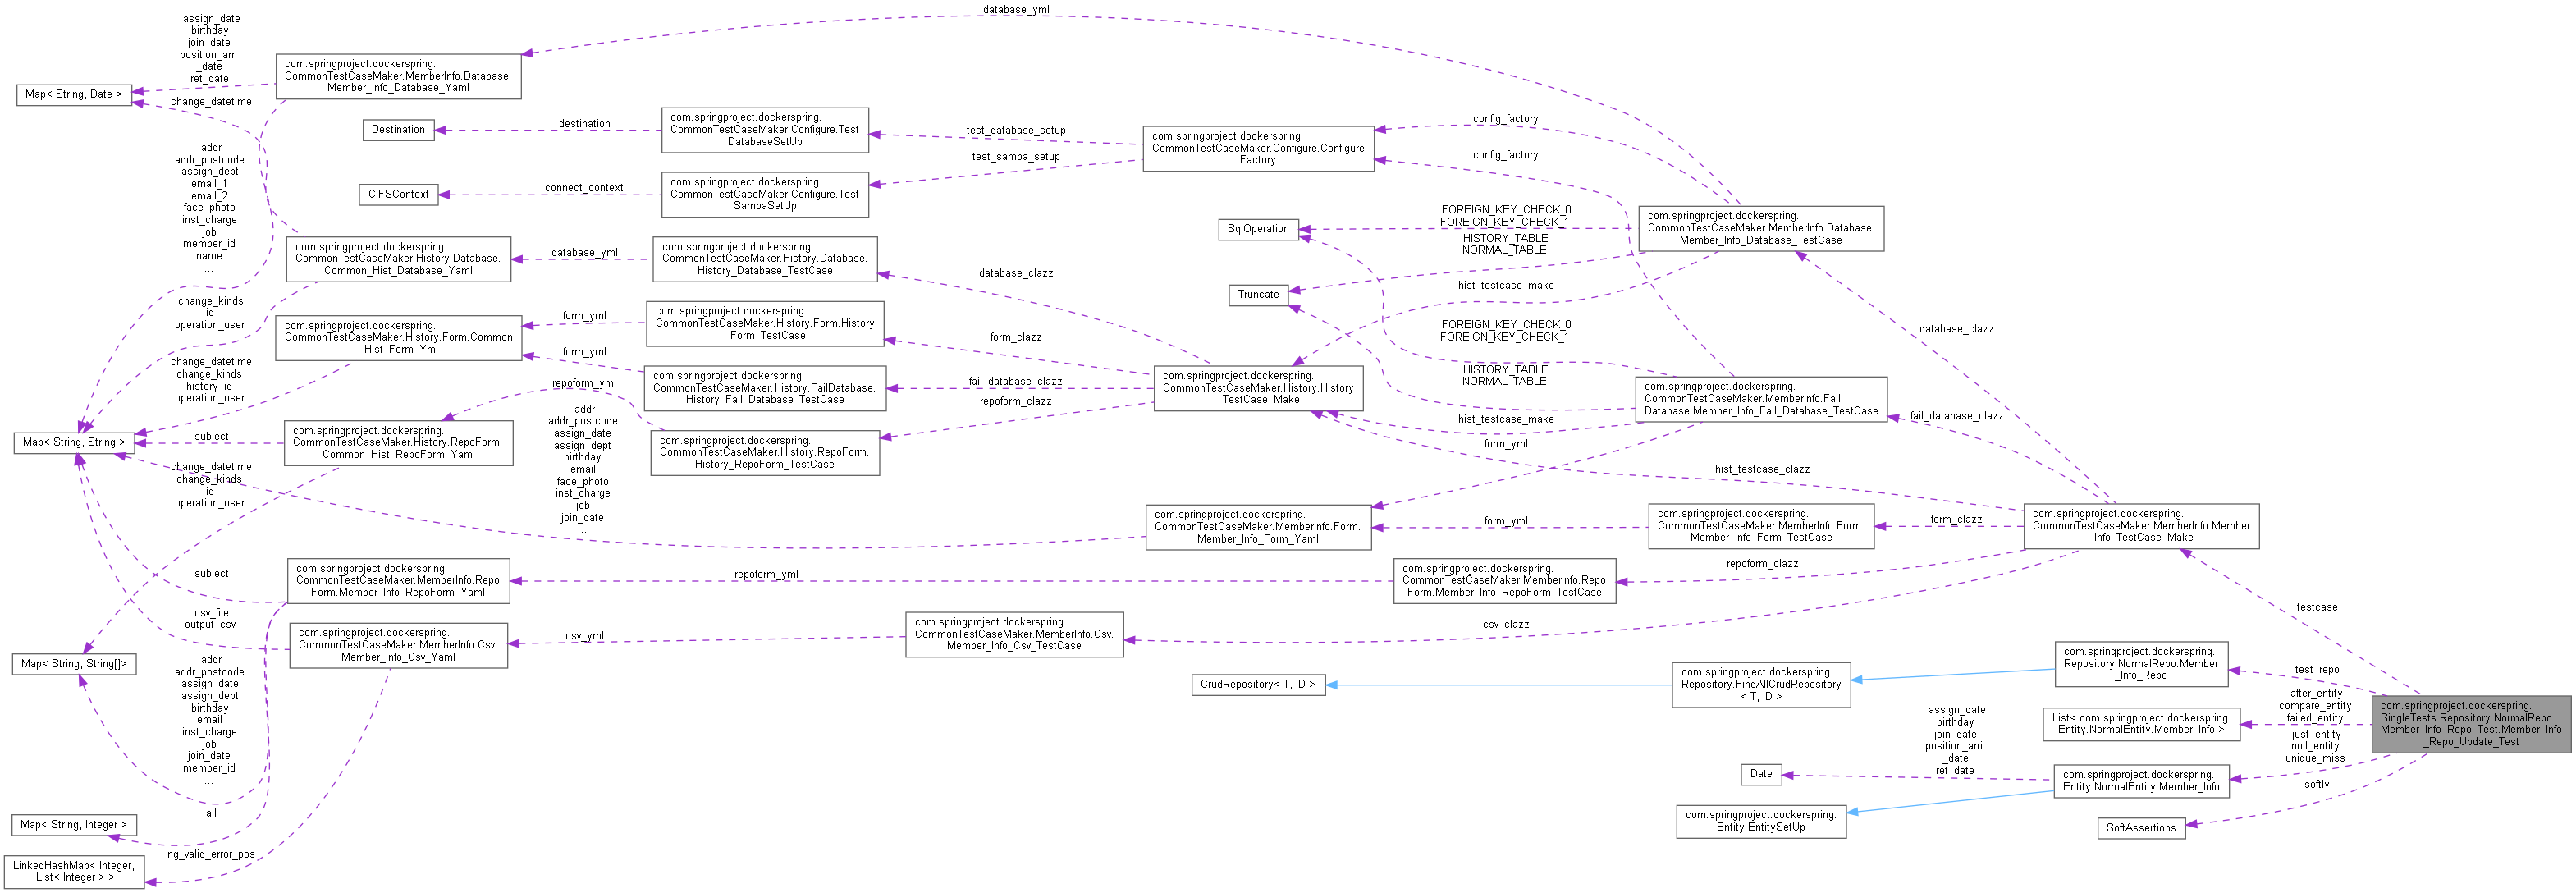 database_yml
assign_date
birthday
join_date
position_arri
_date
ret_date
com.springproject.dockerspring.
CommonTestCaseMaker.MemberInfo.Database.
Member_Info_Database_Yaml
Map< String, Date >
change_datetime
Destination
destination
com.springproject.dockerspring.
CommonTestCaseMaker.Configure.Test
DatabaseSetUp
test_database_setup
com.springproject.dockerspring.
CommonTestCaseMaker.Configure.Configure
Factory
config_factory
config_factory
test_samba_setup
addr
addr_postcode
assign_dept
email_1
email_2
face_photo
inst_charge
job
member_id
name
...
CIFSContext
connect_context
com.springproject.dockerspring.
CommonTestCaseMaker.Configure.Test
SambaSetUp
SqlOperation
FOREIGN_KEY_CHECK_0
FOREIGN_KEY_CHECK_1
HISTORY_TABLE
NORMAL_TABLE
com.springproject.dockerspring.
CommonTestCaseMaker.MemberInfo.Database.
Member_Info_Database_TestCase
com.springproject.dockerspring.
CommonTestCaseMaker.History.Database.
Common_Hist_Database_Yaml
database_yml
com.springproject.dockerspring.
CommonTestCaseMaker.History.Database.
History_Database_TestCase
database_clazz
Truncate
hist_testcase_make
change_kinds
id
operation_user
com.springproject.dockerspring.
CommonTestCaseMaker.History.Form.Common
_Hist_Form_Yml
form_yml
com.springproject.dockerspring.
CommonTestCaseMaker.History.Form.History
_Form_TestCase
form_clazz
FOREIGN_KEY_CHECK_0
FOREIGN_KEY_CHECK_1
database_clazz
change_datetime
change_kinds
history_id
operation_user
form_yml
com.springproject.dockerspring.
CommonTestCaseMaker.History.FailDatabase.
History_Fail_Database_TestCase
fail_database_clazz
com.springproject.dockerspring.
CommonTestCaseMaker.History.History
_TestCase_Make
HISTORY_TABLE
NORMAL_TABLE
com.springproject.dockerspring.
CommonTestCaseMaker.MemberInfo.Fail
Database.Member_Info_Fail_Database_TestCase
repoform_yml
repoform_clazz
hist_testcase_make
fail_database_clazz
Map< String, String >
subject
com.springproject.dockerspring.
CommonTestCaseMaker.History.RepoForm.
Common_Hist_RepoForm_Yaml
com.springproject.dockerspring.
CommonTestCaseMaker.History.RepoForm.
History_RepoForm_TestCase
form_yml
hist_testcase_clazz
change_datetime
change_kinds
id
operation_user
addr
addr_postcode
assign_date
assign_dept
birthday
email
face_photo
inst_charge
job
join_date
...
com.springproject.dockerspring.
CommonTestCaseMaker.MemberInfo.Form.
Member_Info_Form_Yaml
form_yml
com.springproject.dockerspring.
CommonTestCaseMaker.MemberInfo.Form.
Member_Info_Form_TestCase
form_clazz
com.springproject.dockerspring.
CommonTestCaseMaker.MemberInfo.Member
_Info_TestCase_Make
subject
com.springproject.dockerspring.
CommonTestCaseMaker.MemberInfo.Repo
Form.Member_Info_RepoForm_Yaml
repoform_yml
com.springproject.dockerspring.
CommonTestCaseMaker.MemberInfo.Repo
Form.Member_Info_RepoForm_TestCase
repoform_clazz
testcase
csv_file
output_csv
com.springproject.dockerspring.
CommonTestCaseMaker.MemberInfo.Csv.
Member_Info_Csv_Yaml
csv_yml
com.springproject.dockerspring.
CommonTestCaseMaker.MemberInfo.Csv.
Member_Info_Csv_TestCase
csv_clazz
Map< String, String[]>
addr
addr_postcode
assign_date
assign_dept
birthday
email
inst_charge
job
join_date
member_id
...
CrudRepository< T, ID >
com.springproject.dockerspring.
Repository.FindAllCrudRepository
< T, ID >
com.springproject.dockerspring.
Repository.NormalRepo.Member
_Info_Repo
test_repo
List< com.springproject.dockerspring.
Entity.NormalEntity.Member_Info >
after_entity
compare_entity
failed_entity
com.springproject.dockerspring.
SingleTests.Repository.NormalRepo.
Member_Info_Repo_Test.Member_Info
_Repo_Update_Test
assign_date
birthday
join_date
position_arri
_date
ret_date
just_entity
null_entity
unique_miss
Date
com.springproject.dockerspring.
Entity.NormalEntity.Member_Info
softly
all
Map< String, Integer >
com.springproject.dockerspring.
Entity.EntitySetUp
SoftAssertions
ng_valid_error_pos
LinkedHashMap< Integer,
List< Integer > >